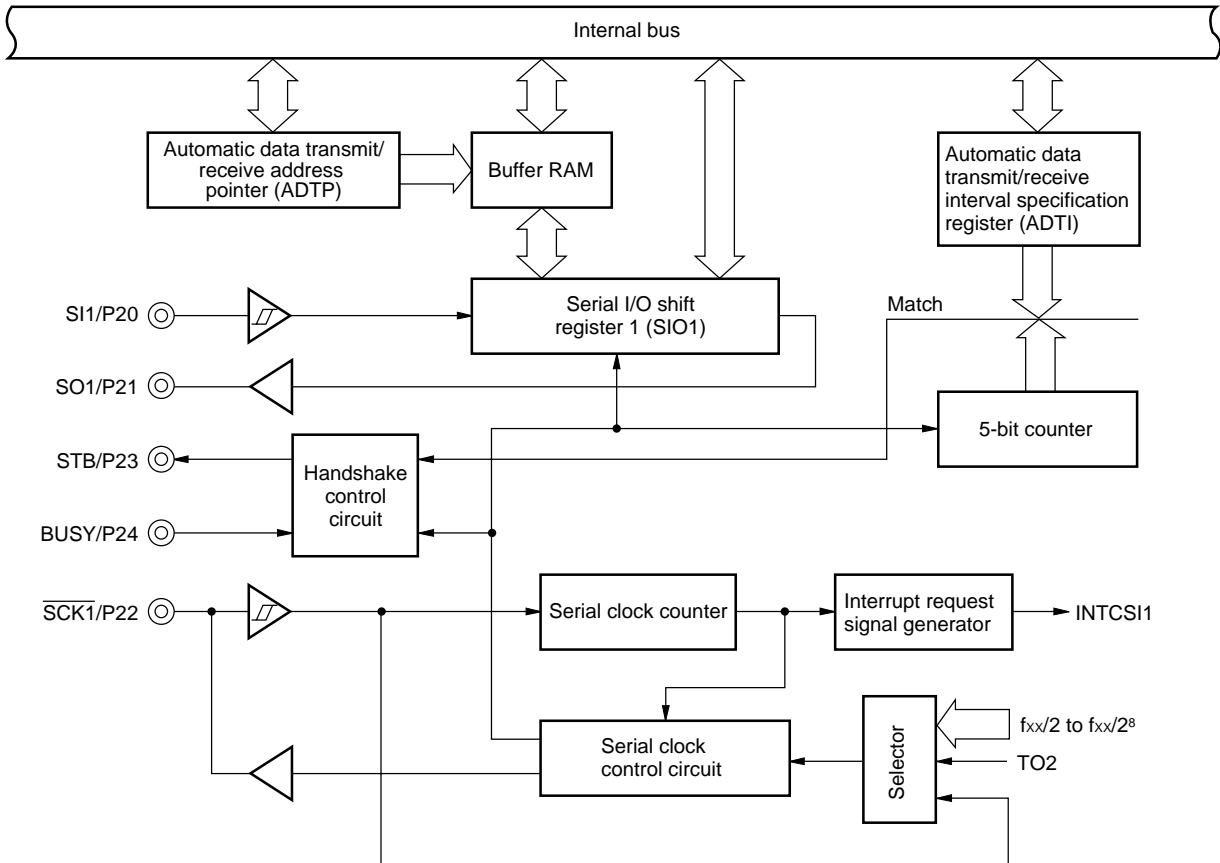 Internal bus
Automatic data transmit/
receive address
pointer (ADTP)
Buffer RAM
Automatic data
transmit/receive
interval specification
register (ADTI)
SI1/P20
Serial I/O shift
register 1 (SIO1)
Match
SO1/P21
5-bit counter
STB/P23
Handshake
control
circuit
BUSY/P24
S̅C̅K̅1̅/P22
Serial clock counter
Interrupt request
signal generator
INTCSI1
Serial clock
control circuit
Selector
fxx/2 to fxx/2⁸
TO2